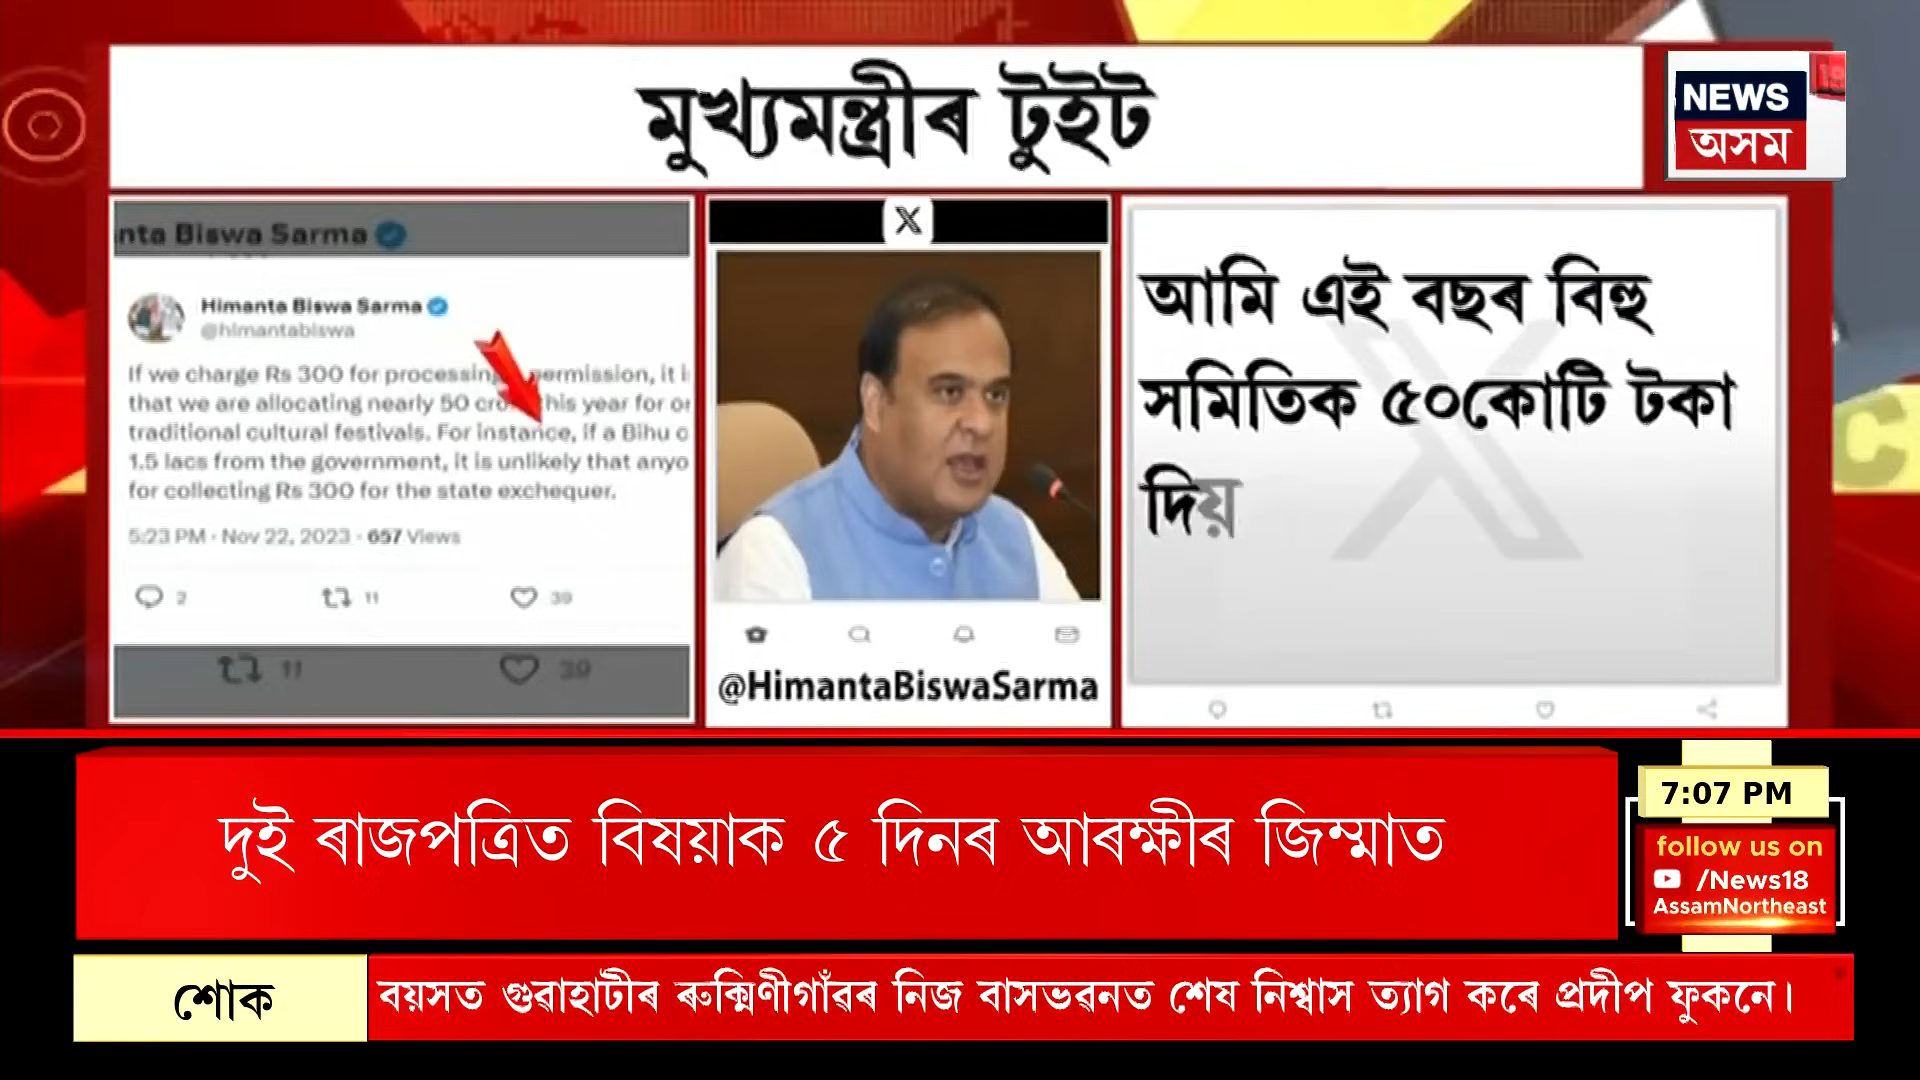 মুখ্যমন্ত্ৰীৰ টুইট
NEWS
18
অসম
nta Biswa Sarma
Himanta Biswa Sarma
@himantabiswa
If we charge Rs 300 for processing permission, it i
that we are allocating nearly 50 cro this year for or
traditional cultural festivals. For instance, if a Bihu c
1.5 lacs from the government, it is unlikely that anyo
for collecting Rs 300 for the state exchequer.
5:23 PM · Nov 22, 2023 · 657 Views
2 11 39
11 39
X
@HimantaBiswaSarma
আমি এই বছৰ বিহু
সমিতিক ৫০কোটি টকা
দিয়
দুই ৰাজপত্ৰিত বিষয়াক ৫ দিনৰ আৰক্ষীৰ জিম্মাত
7:07 PM
follow us on
/News18
AssamNortheast
শোক
বয়সত গুৱাহাটীৰ ৰুক্মিণীগাঁৱৰ নিজ বাসভৱনত শেষ নিশ্বাস ত্যাগ কৰে প্ৰদীপ ফুকনে।